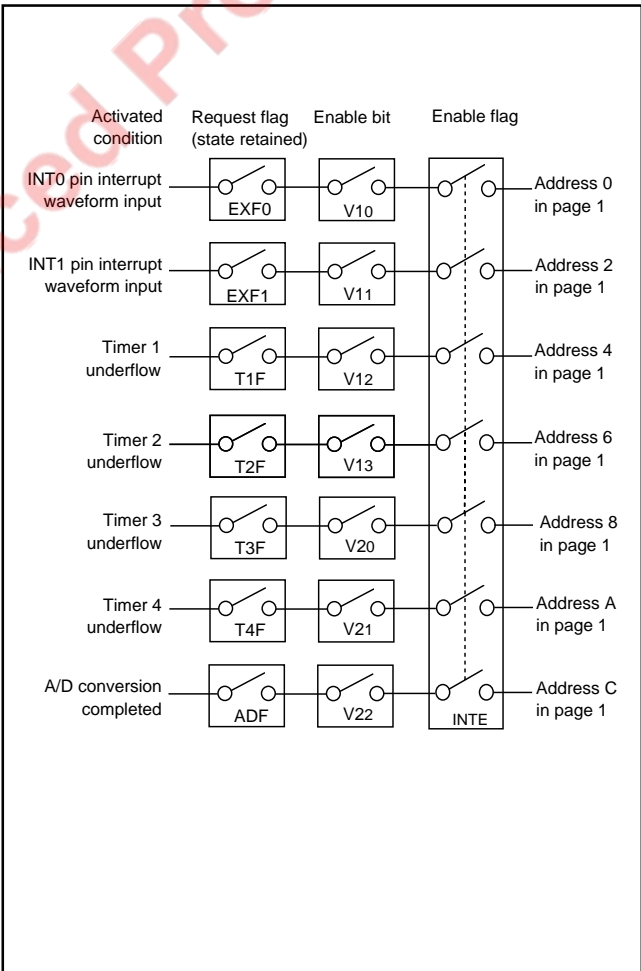 ced Pro
Activated condition
Request flag (state retained)
Enable bit
Enable flag
INT0 pin interrupt
waveform input
EXF0
V10
Address 0
in page 1
INT1 pin interrupt
waveform input
EXF1
V11
Address 2
in page 1
Timer 1
underflow
T1F
V12
Address 4
in page 1
Timer 2
underflow
T2F
V13
Address 6
in page 1
Timer 3
underflow
T3F
V20
Address 8
in page 1
Timer 4
underflow
T4F
V21
Address A
in page 1
A/D conversion
completed
ADF
V22
INTE
Address C
in page 1